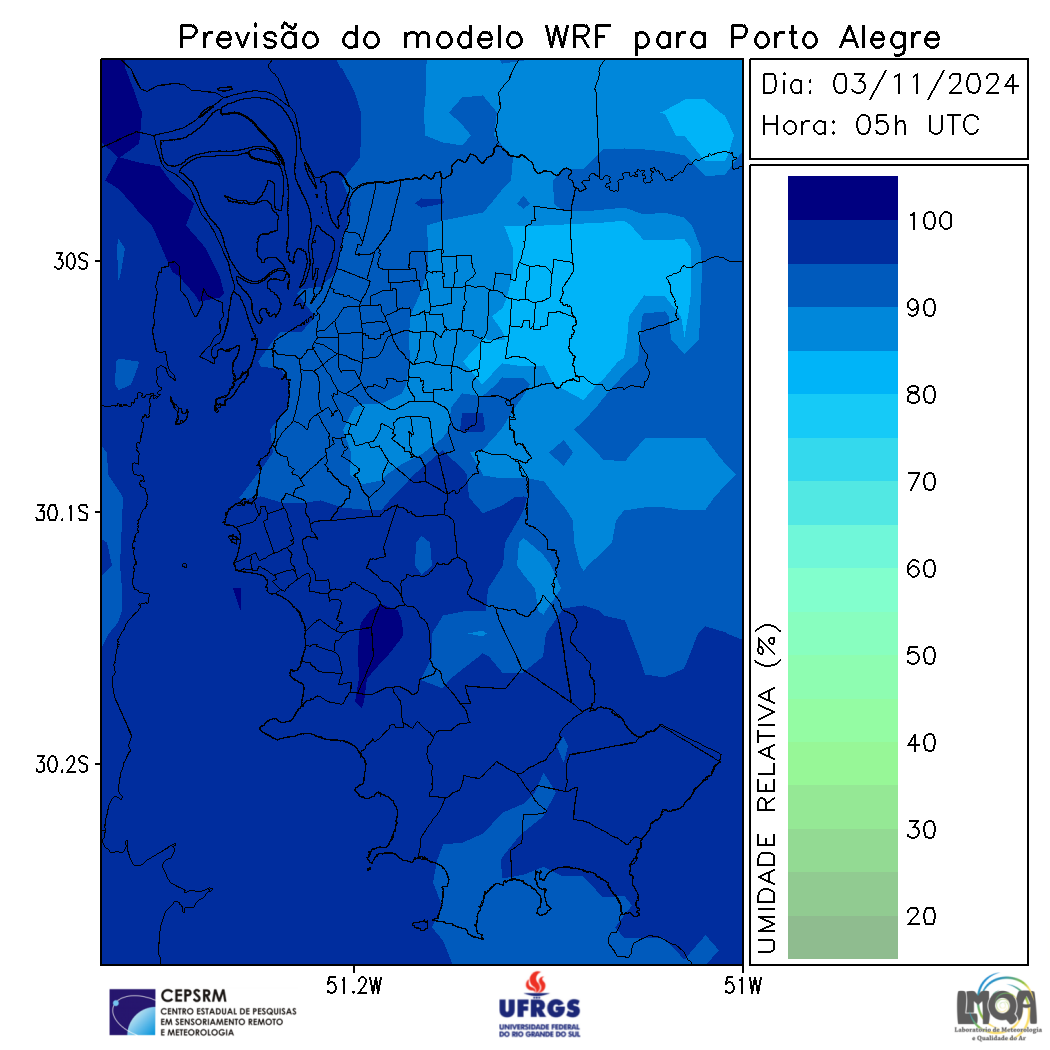 Previsão do modelo WRF para Porto Alegre
Dia: 03/11/2024
Hora: 05h UTC
100
90
80
70
60
50
40
30
20
UMIDADE RELATIVA (%)
30S
30.1S
30.2S
51.2W
51W
CEPSRM
CENTRO ESTADUAL DE PESQUISAS
EM SENSORIAMENTO REMOTO
E METEOROLOGIA
UFRGS
UNIVERSIDADE FEDERAL
DO RIO GRANDE DO SUL
LMQA
Laboratório de Meteorologia
e Qualidade do Ar